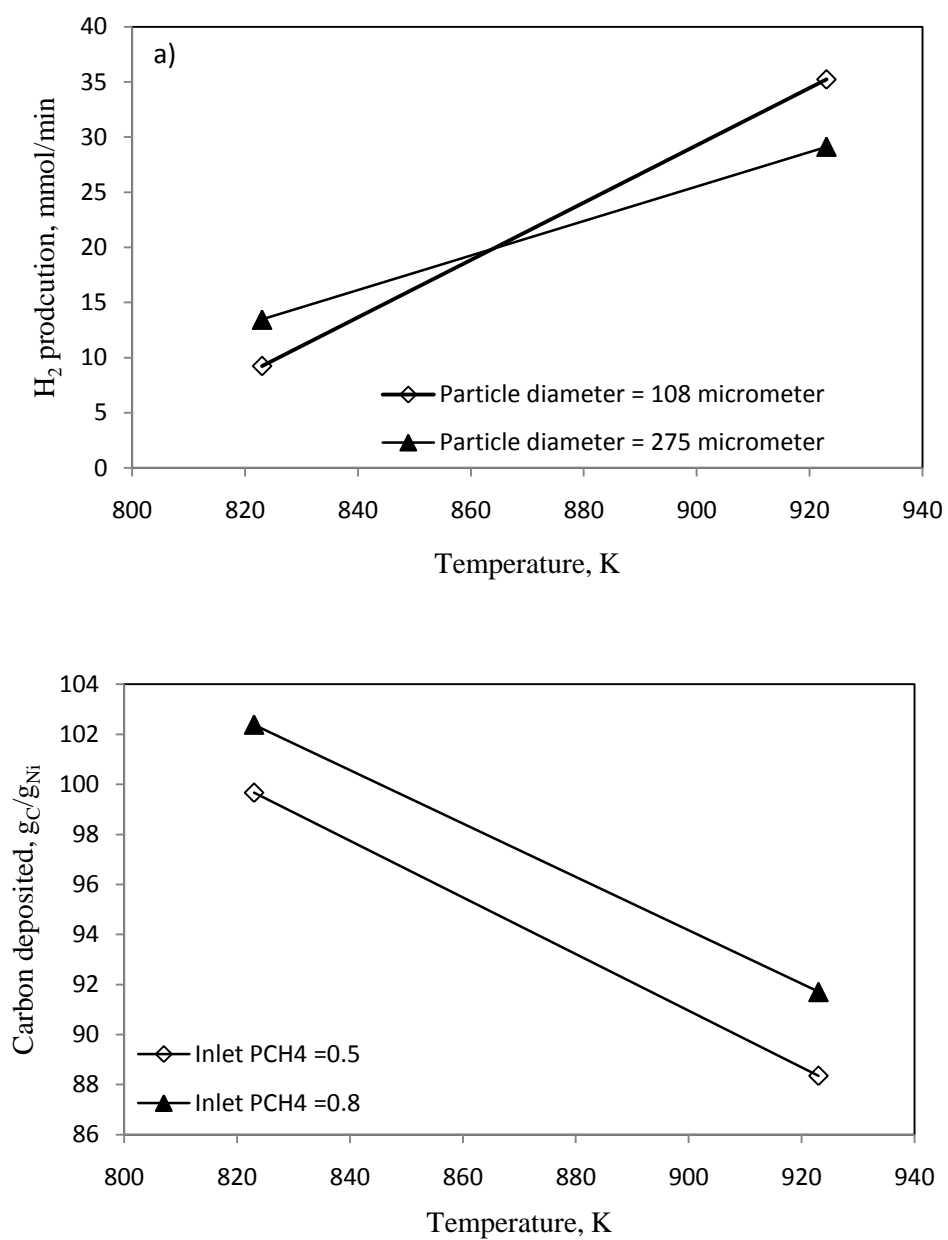 a)
40
35
30
25
20
15
10
5
0
H2 prodcution, mmol/min
Particle diameter = 108 micrometer
Particle diameter = 275 micrometer
800 820 840 860 880 900 920 940
Temperature, K
104
102
100
98
96
94
92
90
88
86
Carbon deposited, gC/gNi
Inlet PCH4 =0.5
Inlet PCH4 =0.8
800 820 840 860 880 900 920 940
Temperature, K